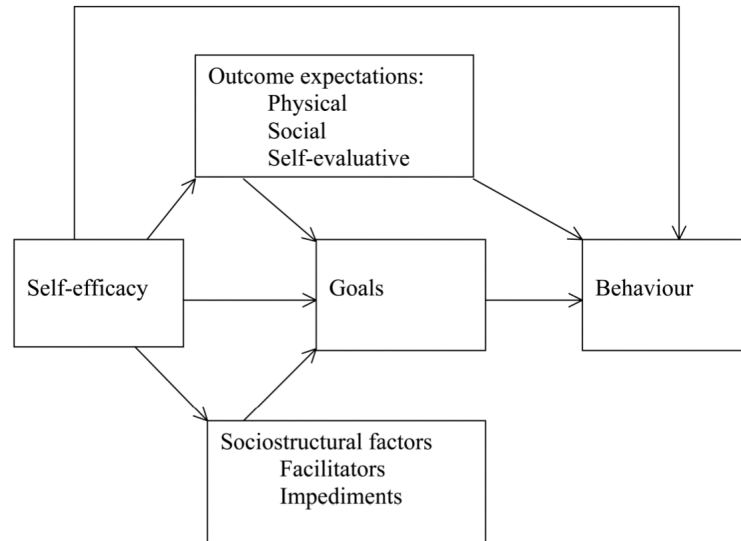 Outcome expectations:
Physical
Social
Self-evaluative
Self-efficacy
Goals
Behaviour
Sociostructural factors
Facilitators
Impediments